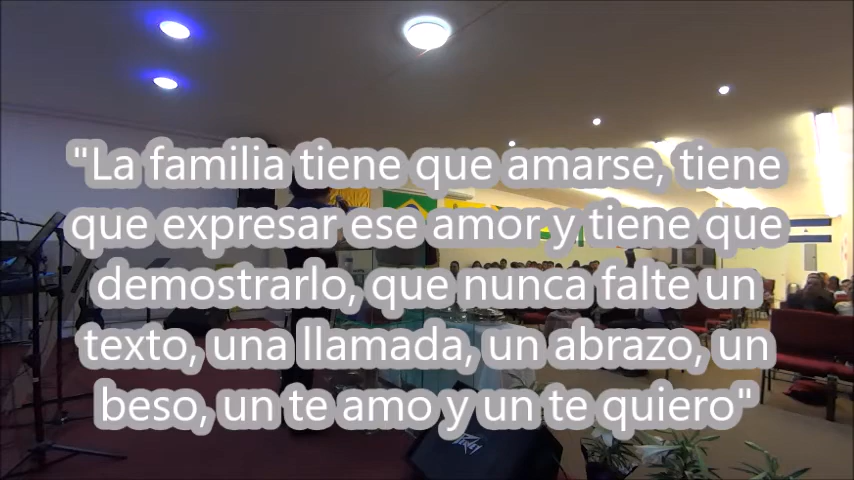 "La familia tiene que amarse, tiene
que expresar ese amor y tiene que
demostrarlo, que nunca falte un
texto, una llamada, un abrazo, un
beso, un te amo y un te quiero"
Peavey